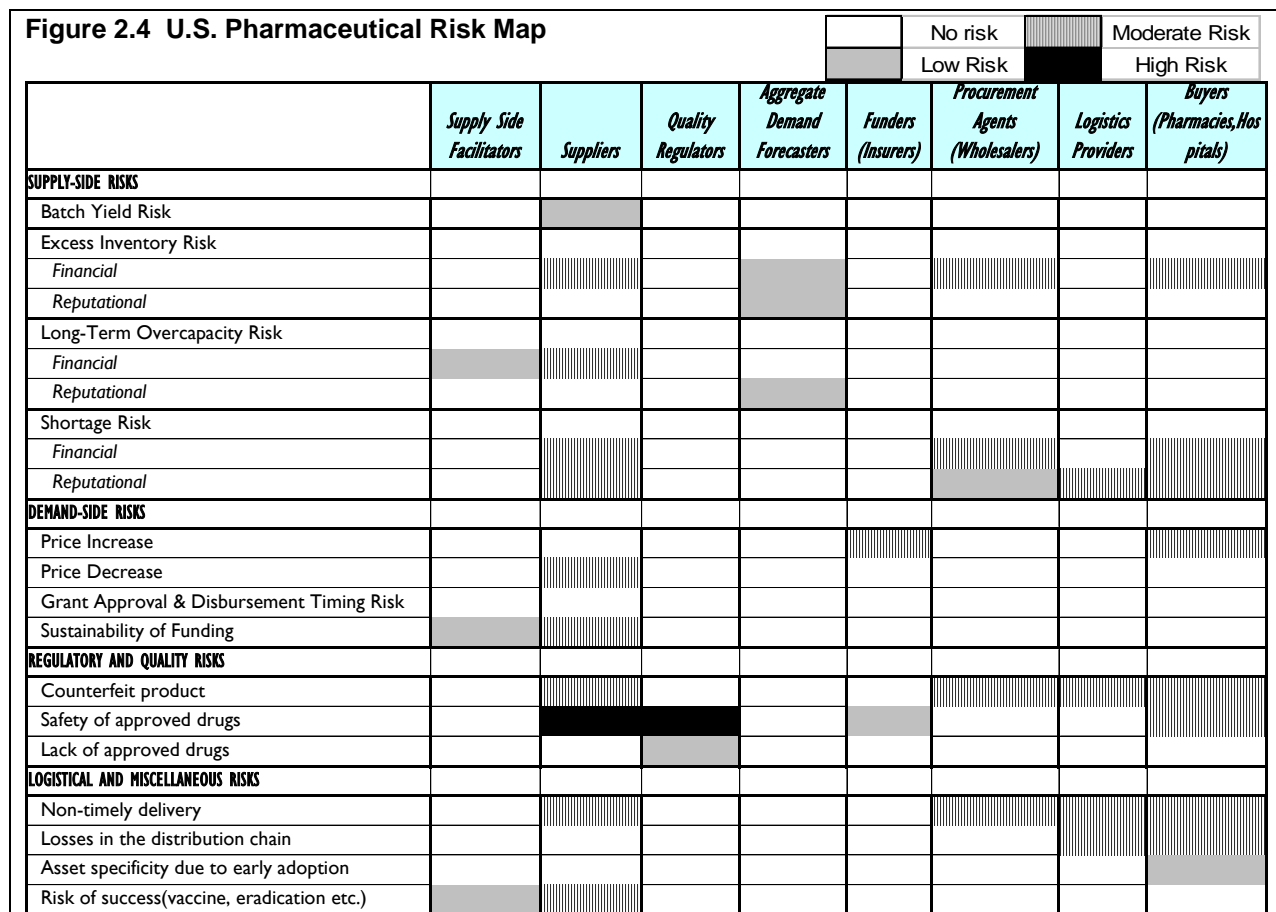 Figure 2.4 U.S. Pharmaceutical Risk Map
No risk Moderate Risk
Low Risk High Risk
Supply Side Facilitators
Suppliers
Quality Regulators
Aggregate Demand Forecasters
Funders (Insurers)
Procurement Agents (Wholesalers)
Logistics Providers
Buyers (Pharmacies,Hos pitals)
SUPPLY-SIDE RISKS
Batch Yield Risk
Excess Inventory Risk
Financial
Reputational
Long-Term Overcapacity Risk
Financial
Reputational
Shortage Risk
Financial
Reputational
DEMAND-SIDE RISKS
Price Increase
Price Decrease
Grant Approval & Disbursement Timing Risk
Sustainability of Funding
REGULATORY AND QUALITY RISKS
Counterfeit product
Safety of approved drugs
Lack of approved drugs
LOGISTICAL AND MISCELLANEOUS RISKS
Non-timely delivery
Losses in the distribution chain
Asset specificity due to early adoption
Risk of success(vaccine, eradication etc.)